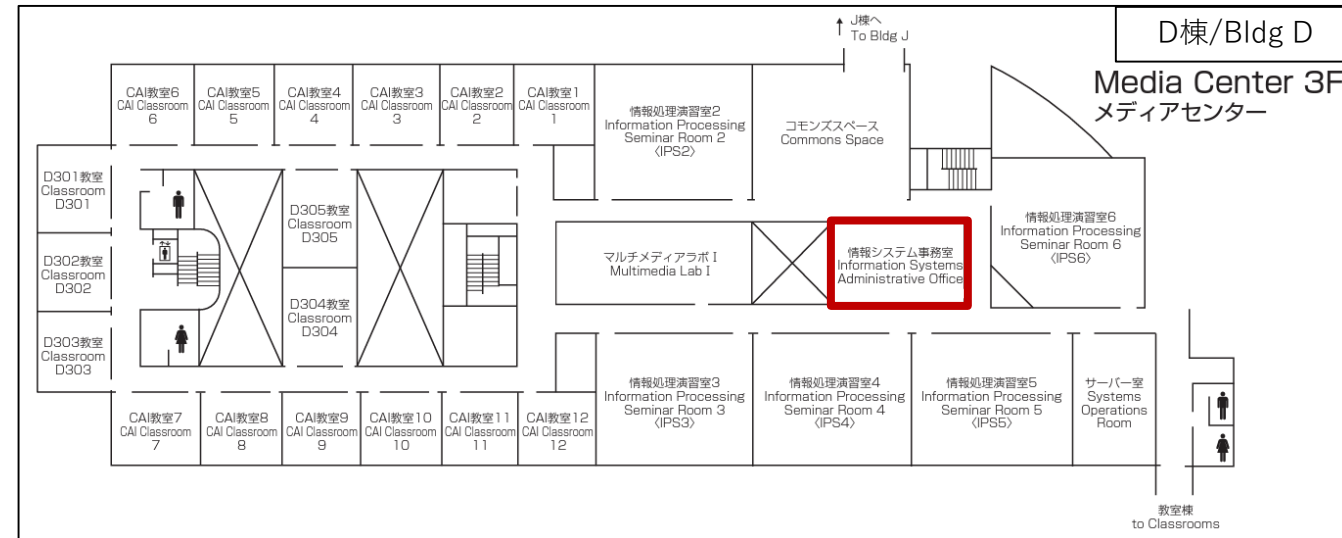 J棟へ
To Bldg J
D棟/Bldg D
Media Center 3F
メディアセンター
CAI教室6
CAI Classroom
6
CAI教室5
CAI Classroom
5
CAI教室4
CAI Classroom
4
CAI教室3
CAI Classroom
3
CAI教室2
CAI Classroom
2
CAI教室1
CAI Classroom
1
情報処理演習室2
Information Processing
Seminar Room 2
〈IPS2〉
コモンズスペース
Commons Space
D301教室
Classroom
D301
D305教室
Classroom
D305
D302教室
Classroom
D302
マルチメディアラボ I
Multimedia Lab I
情報システム事務室
Information Systems
Administrative Office
情報処理演習室6
Information Processing
Seminar Room 6
〈IPS6〉
D304教室
Classroom
D304
D303教室
Classroom
D303
CAI教室7
CAI Classroom
7
CAI教室8
CAI Classroom
8
CAI教室9
CAI Classroom
9
CAI教室10
CAI Classroom
10
CAI教室11
CAI Classroom
11
CAI教室12
CAI Classroom
12
情報処理演習室3
Information Processing
Seminar Room 3
〈IPS3〉
情報処理演習室4
Information Processing
Seminar Room 4
〈IPS4〉
情報処理演習室5
Information Processing
Seminar Room 5
〈IPS5〉
サーバー室
Systems
Operations
Room
教室棟
to Classrooms